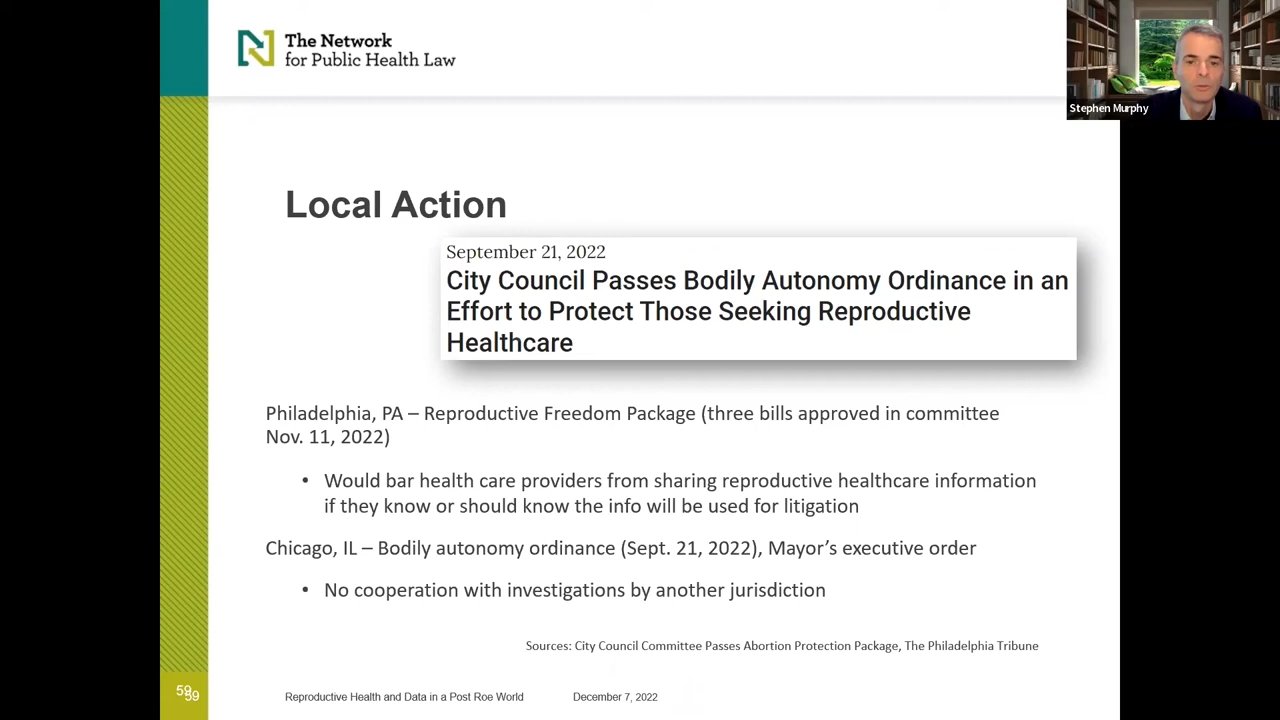 The Network
for Public Health Law
Stephen Murphy
Local Action
September 21, 2022
City Council Passes Bodily Autonomy Ordinance in an
Effort to Protect Those Seeking Reproductive
Healthcare
Philadelphia, PA – Reproductive Freedom Package (three bills approved in committee
Nov. 11, 2022)
• Would bar health care providers from sharing reproductive healthcare information
if they know or should know the info will be used for litigation
Chicago, IL – Bodily autonomy ordinance (Sept. 21, 2022), Mayor’s executive order
• No cooperation with investigations by another jurisdiction
Sources: City Council Committee Passes Abortion Protection Package, The Philadelphia Tribune
59
59
Reproductive Health and Data in a Post Roe World December 7, 2022